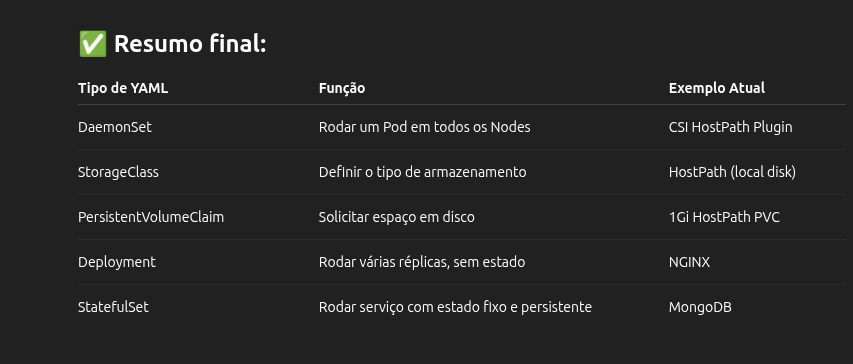 ✅ Resumo final:
Tipo de YAML Função Exemplo Atual
DaemonSet Rodar um Pod em todos os Nodes CSI HostPath Plugin
StorageClass Definir o tipo de armazenamento HostPath (local disk)
PersistentVolumeClaim Solicitar espaço em disco 1Gi HostPath PVC
Deployment Rodar várias réplicas, sem estado NGINX
StatefulSet Rodar serviço com estado fixo e persistente MongoDB